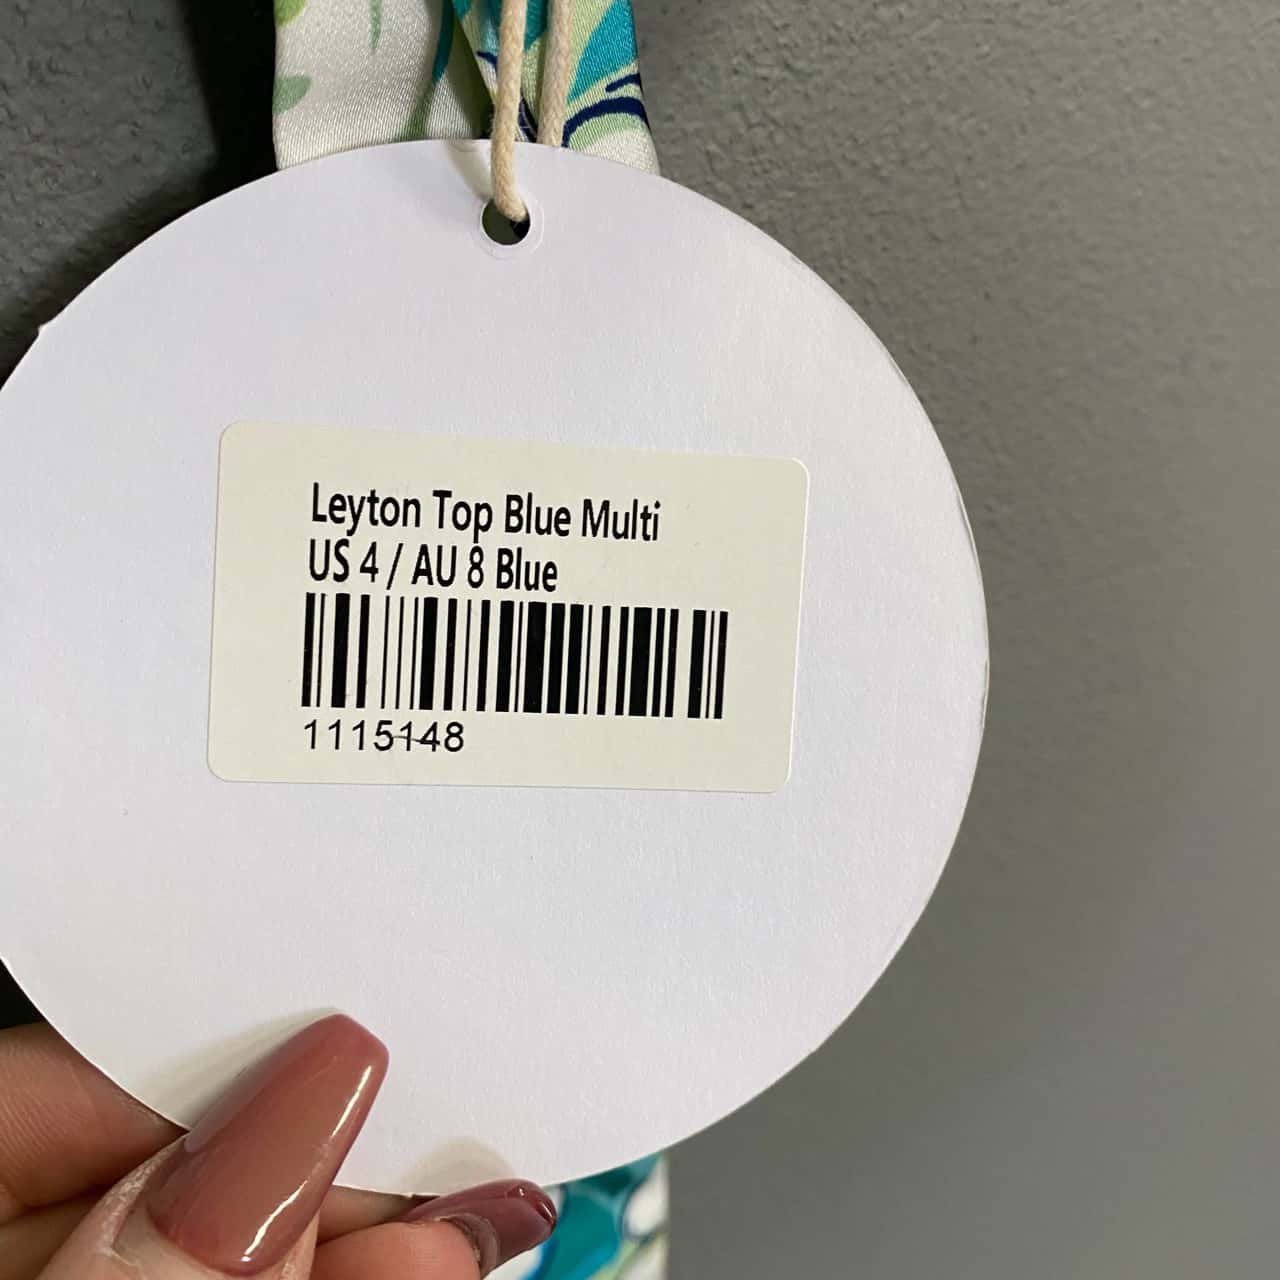 Leyton Top Blue Multi
US 4 / AU 8 Blue
1115148